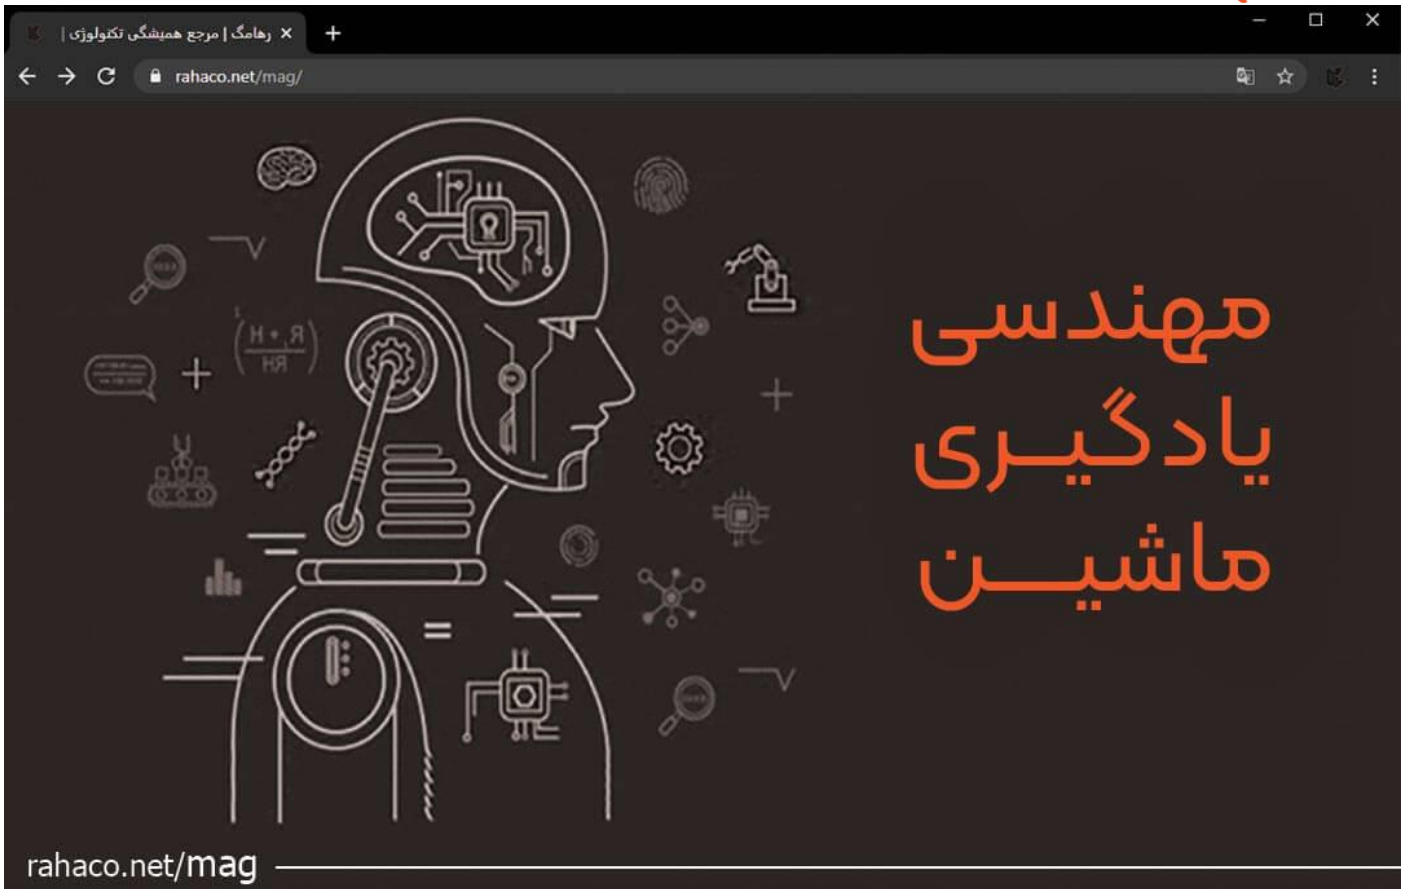 رهامگ | مرجع همیشگی تکنولوژی |
rahaco.net/mag/
مهندسی
یادگیری
ماشین
rahaco.net/mag